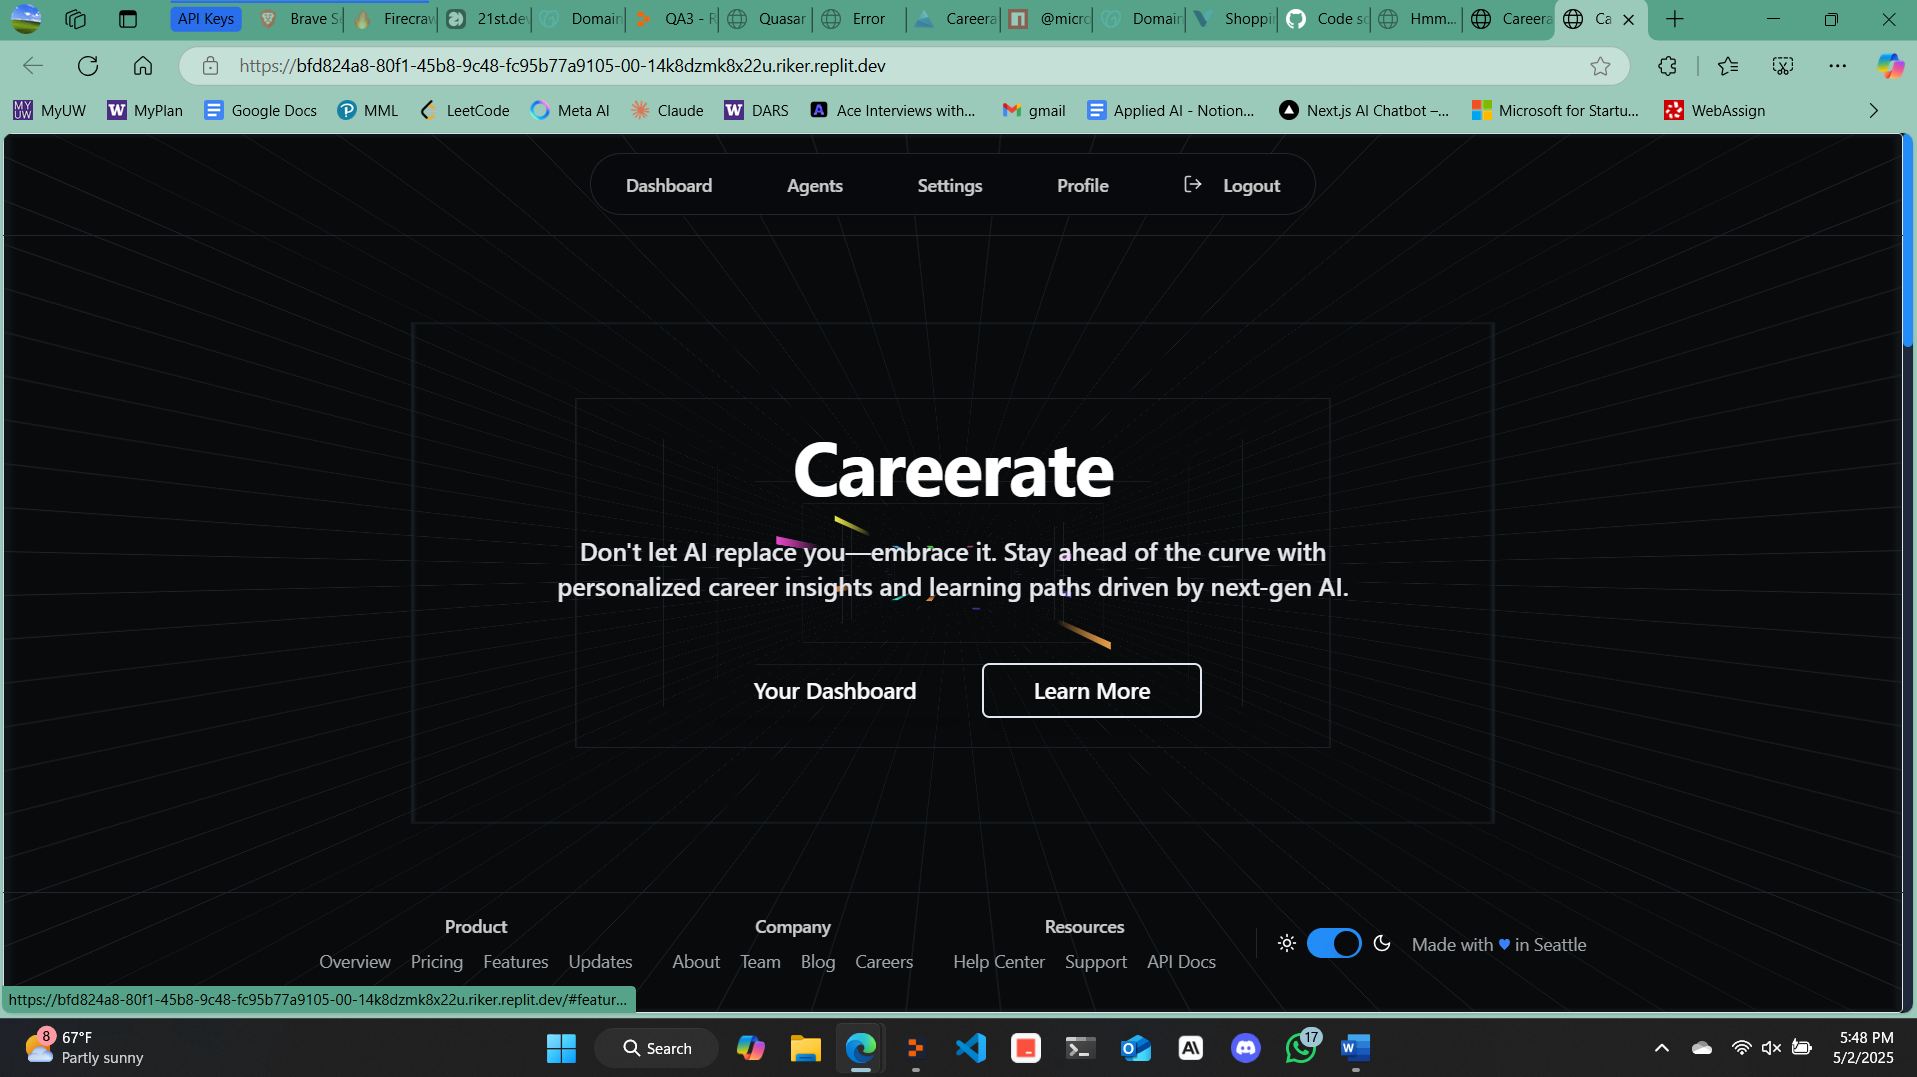 API Keys
Brave Se
Firecraw
21st.dev
Domain
QA3 - R
Quasar
Error
Careera
@micro
Domain
Shoppin
Code se
Hmm...
Careera
Ca
https://bfd824a8-80f1-45b8-9c48-fc95b77a9105-00-14k8dzmk8x22u.riker.replit.dev
MyUW MyPlan Google Docs MML LeetCode Meta AI Claude DARS Ace Interviews with... gmail Applied AI - Notion... Next.js AI Chatbot –... Microsoft for Startu... WebAssign
Dashboard Agents Settings Profile Logout
Careerate
Don't let AI replace you—embrace it. Stay ahead of the curve with
personalized career insights and learning paths driven by next-gen AI.
Your Dashboard Learn More
Product Company Resources
Overview Pricing Features Updates About Team Blog Careers Help Center Support API Docs
Made with ♥ in Seattle
https://bfd824a8-80f1-45b8-9c48-fc95b77a9105-00-14k8dzmk8x22u.riker.replit.dev/#featur...
8
67°F
Partly sunny
Search
17
5:48 PM
5/2/2025